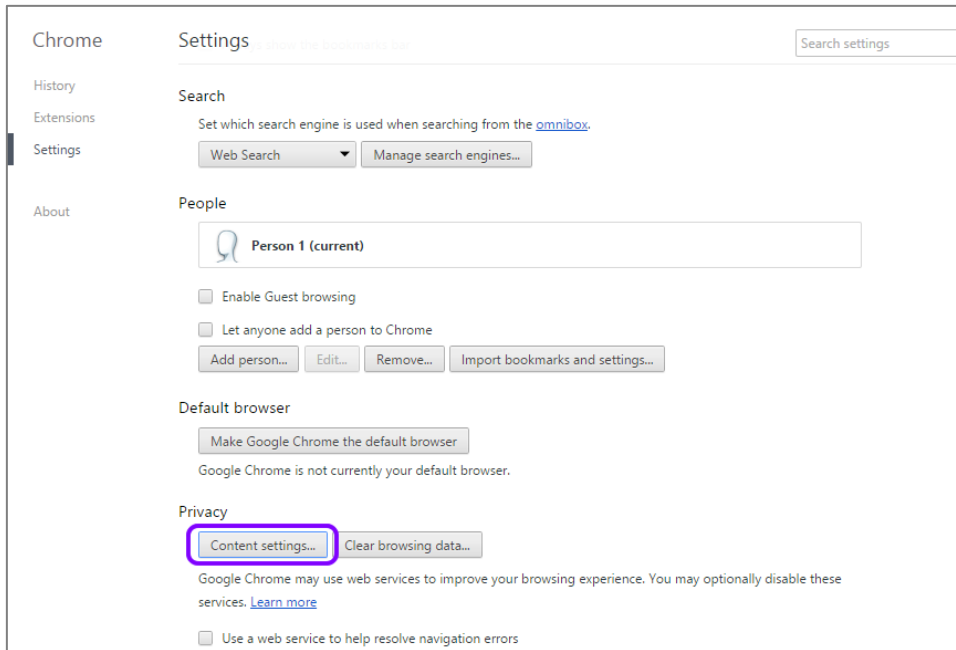 Chrome
Settings
Search settings
History
Extensions
Settings
About
Search
Set which search engine is used when searching from the omnibox.
Web Search
Manage search engines...
People
Person 1 (current)
Enable Guest browsing
Let anyone add a person to Chrome
Add person...
Edit...
Remove...
Import bookmarks and settings...
Default browser
Make Google Chrome the default browser
Google Chrome is not currently your default browser.
Privacy
Content settings...
Clear browsing data...
Google Chrome may use web services to improve your browsing experience. You may optionally disable these
services. Learn more
Use a web service to help resolve navigation errors